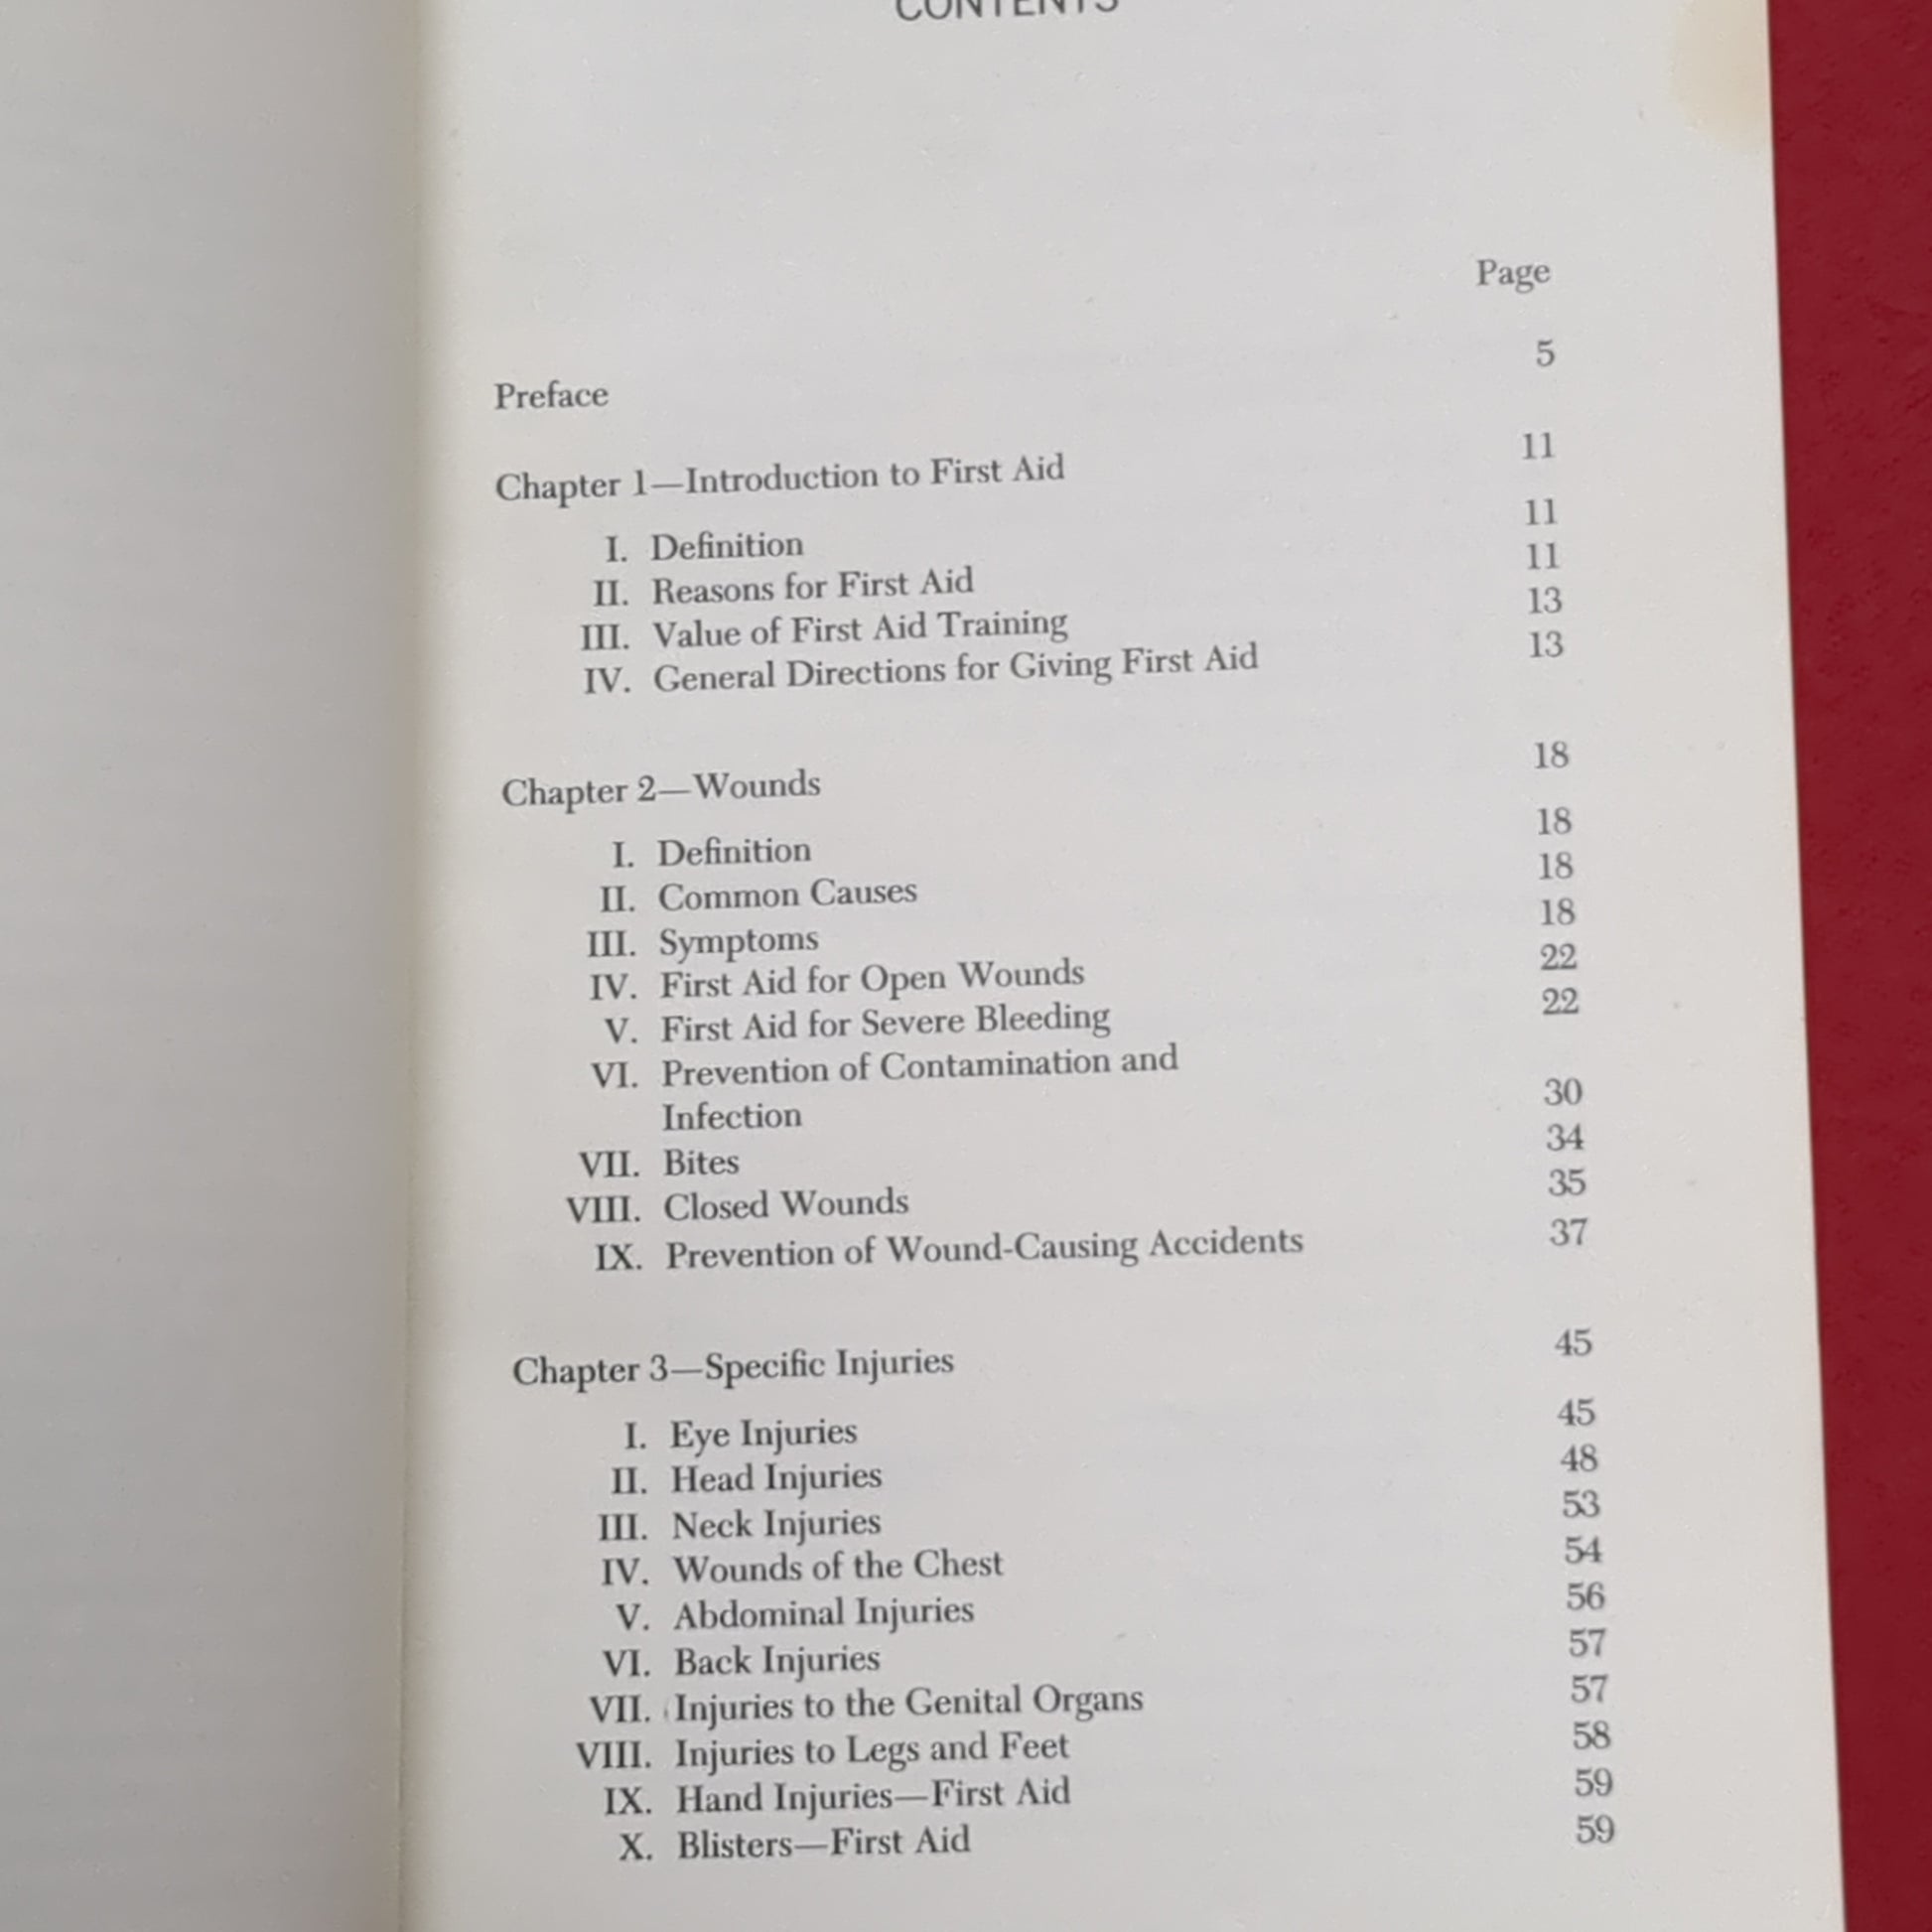 CONTENTS
Page
Preface 5
Chapter 1—Introduction to First Aid 11
I. Definition 11
II. Reasons for First Aid 11
III. Value of First Aid Training 13
IV. General Directions for Giving First Aid 13
Chapter 2—Wounds 18
I. Definition 18
II. Common Causes 18
III. Symptoms 18
IV. First Aid for Open Wounds 22
V. First Aid for Severe Bleeding 22
VI. Prevention of Contamination and
Infection 30
VII. Bites 34
VIII. Closed Wounds 35
IX. Prevention of Wound-Causing Accidents 37
Chapter 3—Specific Injuries 45
I. Eye Injuries 45
II. Head Injuries 48
III. Neck Injuries 53
IV. Wounds of the Chest 54
V. Abdominal Injuries 56
VI. Back Injuries 57
VII. Injuries to the Genital Organs 57
VIII. Injuries to Legs and Feet 58
IX. Hand Injuries—First Aid 59
X. Blisters—First Aid 59